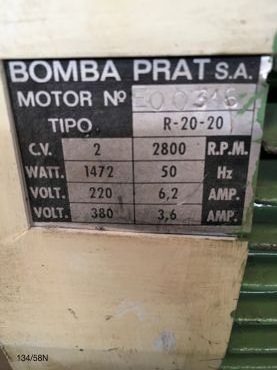 BOMBA PRAT S.A.
MOTOR Nº 
TIPO R-20-20
C.V. 2 2800 R.P.M.
WATT. 1472 50 Hz
VOLT. 220 6,2 AMP.
VOLT. 380 3,6 AMP.
134/58N